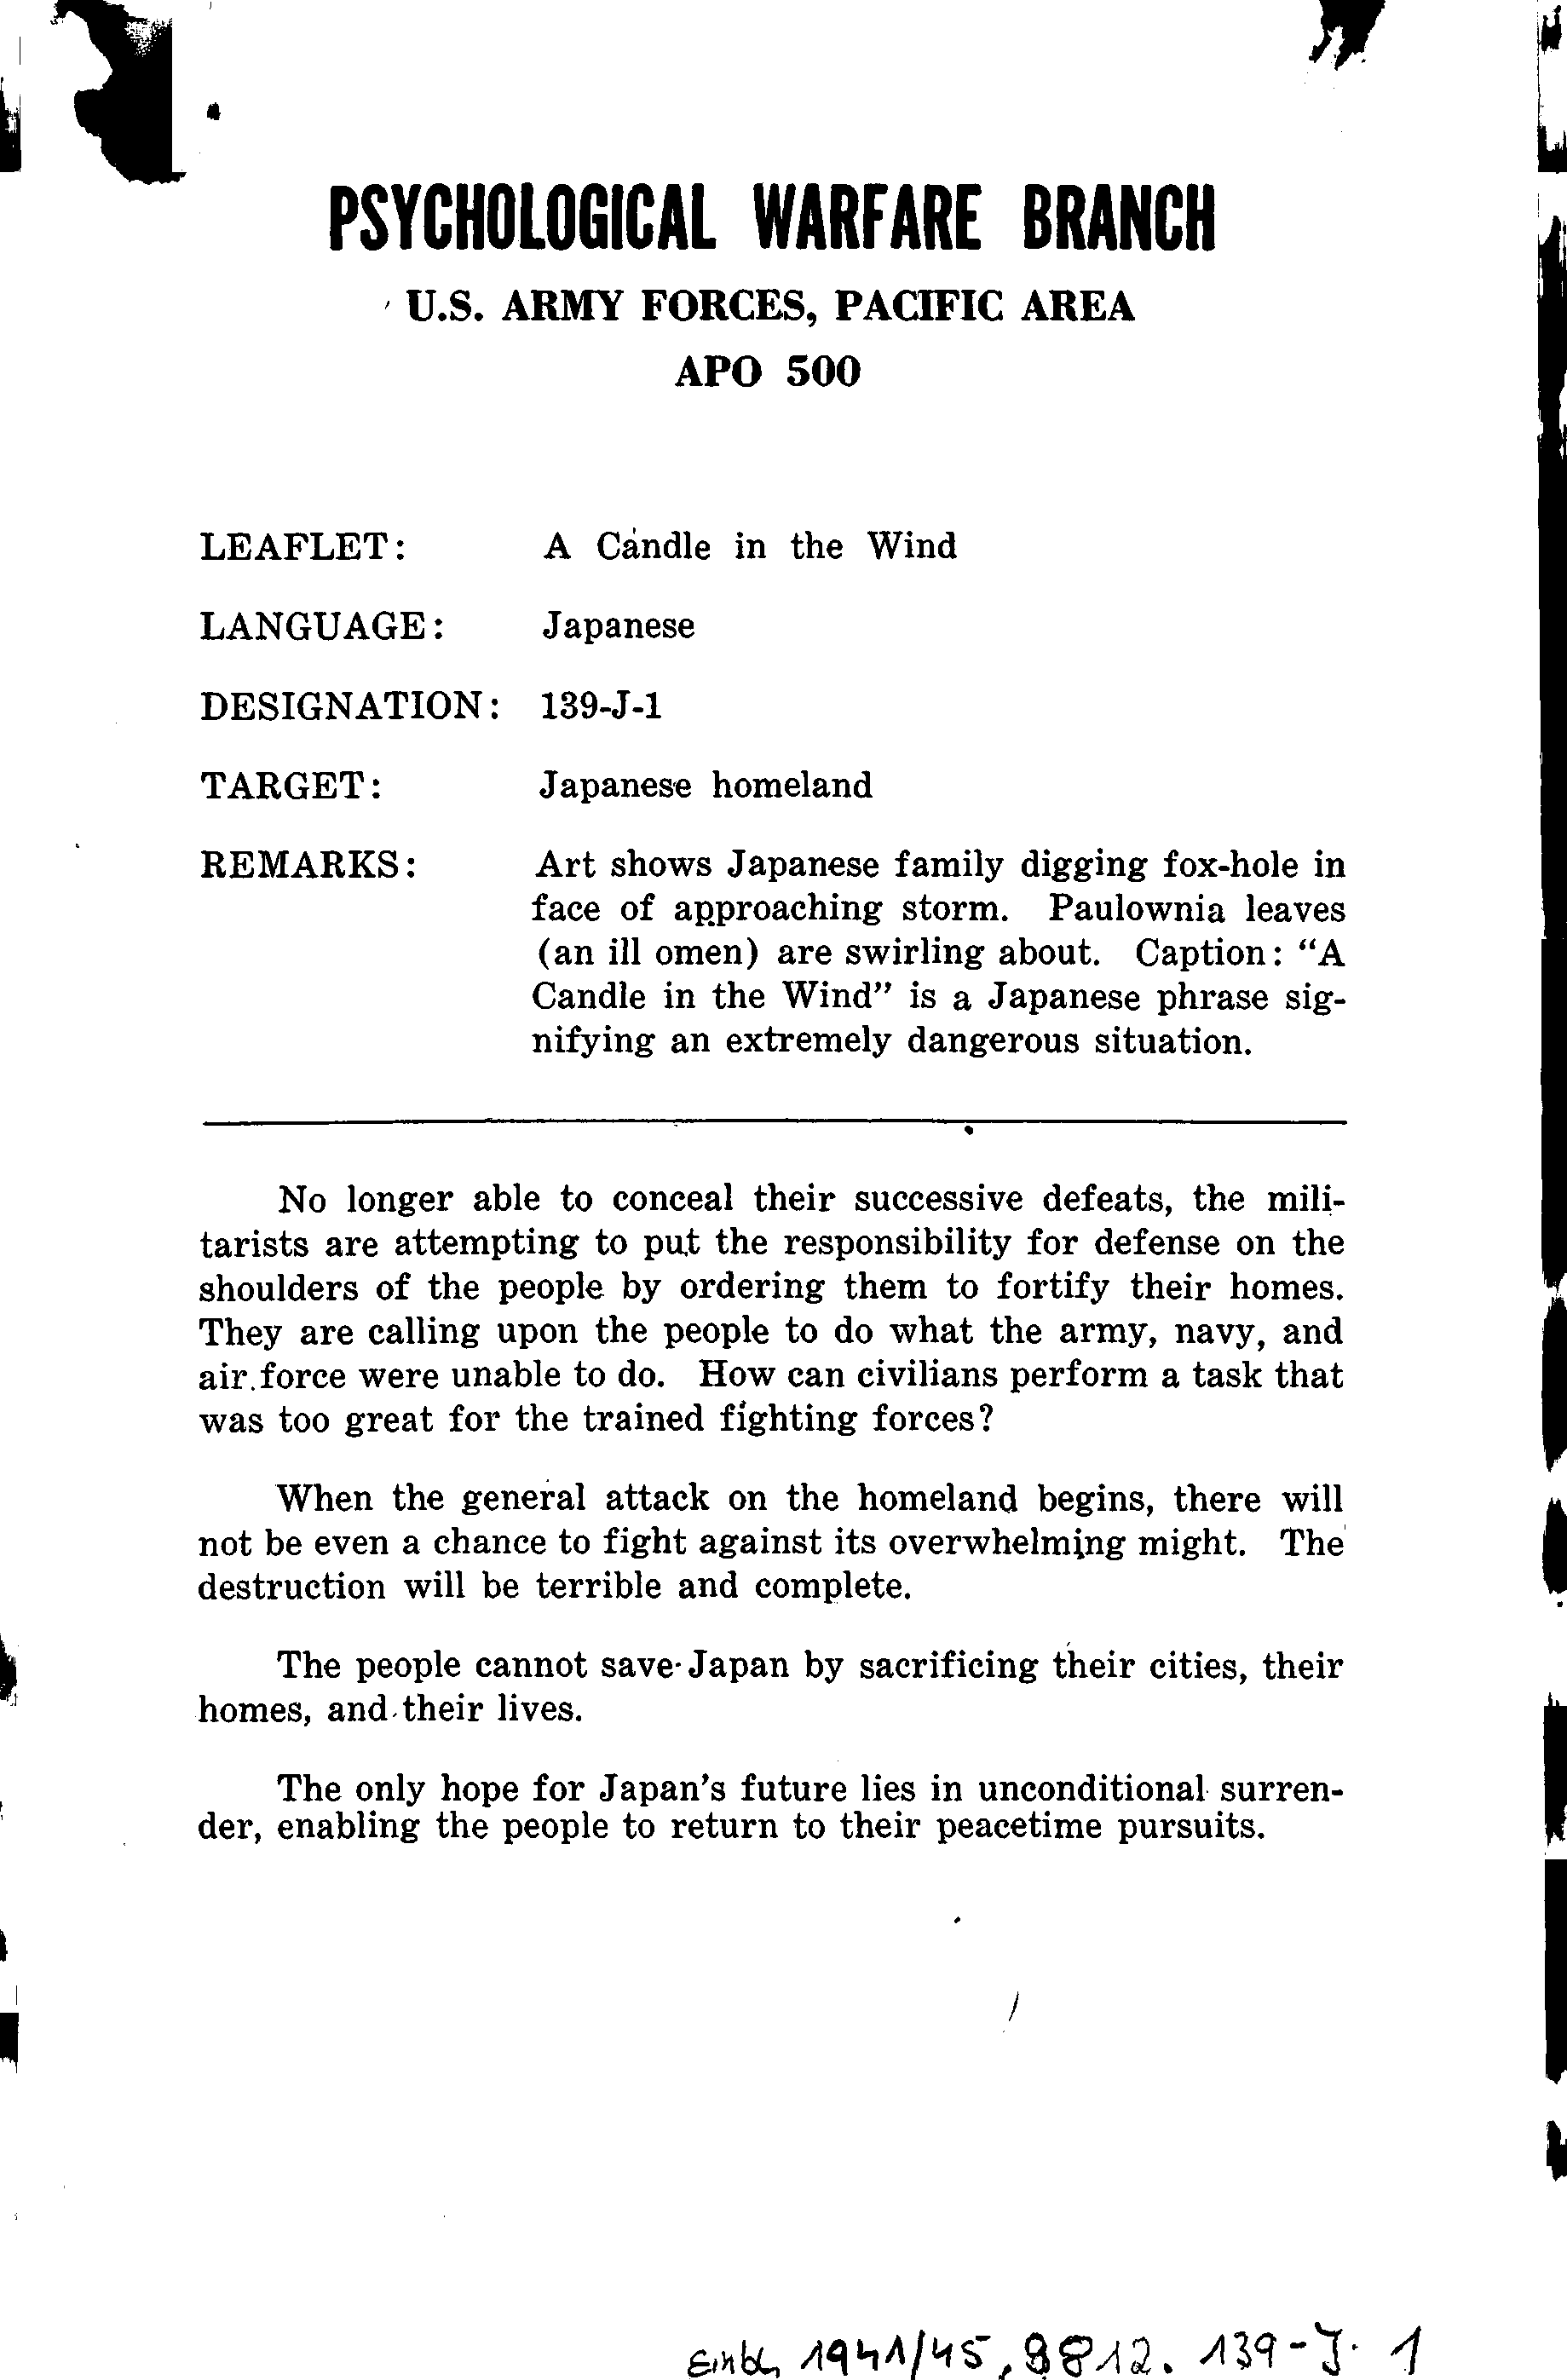 PSYCHOLOGICAL WARFARE BRANCH
U.S. ARMY FORCES, PACIFIC AREA
APO 500
LEAFLET: A Candle in the Wind
LANGUAGE: Japanese
DESIGNATION: 139-J-1
TARGET: Japanese homeland
REMARKS: Art shows Japanese family digging fox-hole in
face of approaching storm. Paulownia leaves
(an ill omen) are swirling about. Caption: “A
Candle in the Wind” is a Japanese phrase sig-
nifying an extremely dangerous situation.
No longer able to conceal their successive defeats, the mili-
tarists are attempting to put the responsibility for defense on the
shoulders of the people by ordering them to fortify their homes.
They are calling upon the people to do what the army, navy, and
air force were unable to do. How can civilians perform a task that
was too great for the trained fighting forces?
When the general attack on the homeland begins, there will
not be even a chance to fight against its overwhelming might. The
destruction will be terrible and complete.
The people cannot save Japan by sacrificing their cities, their
homes, and their lives.
The only hope for Japan's future lies in unconditional surren-
der, enabling the people to return to their peacetime pursuits.
1941/45, 8812. 139-J-1